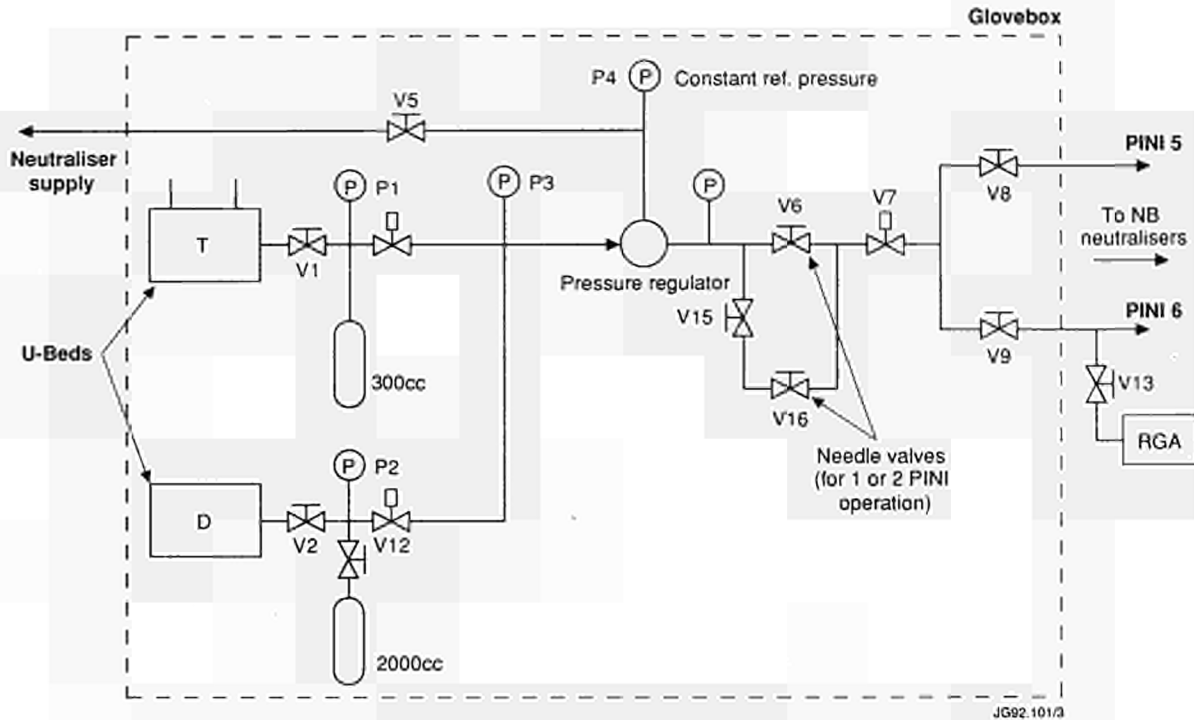 Glovebox
P4
P
Constant ref. pressure
V5
Neutraliser
supply
PINI 5
P
P1
P
P3
P
V6
V7
V8
T
V1
To NB
neutralisers
Pressure regulator
V15
PINI 6
U-Beds
300cc
V9
V13
V16
RGA
P
P2
Needle valves
(for 1 or 2 PINI
operation)
D
V2
V12
2000cc
JG92.101/3